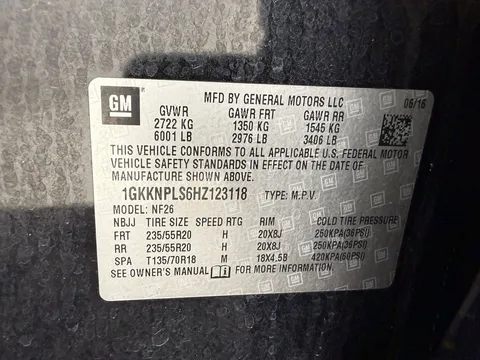 GM
MFD BY GENERAL MOTORS LLC 06/16
GVWR GAWR FRT GAWR RR
2722 KG 1350 KG 1545 KG
6001 LB 2976 LB 3406 LB
THIS VEHICLE CONFORMS TO ALL APPLICABLE U.S. FEDERAL MOTOR
VEHICLE SAFETY STANDARDS IN EFFECT ON THE DATE OF
MANUFACTURE SHOWN ABOVE.
1GKKNPLS6HZ123118 TYPE: M.P.V.
MODEL: NF26
NBJJ TIRE SIZE SPEED RTG RIM COLD TIRE PRESSURE
FRT 235/55R20 H 20X8J 250KPA(36PSI)
RR 235/55R20 H 20X8J 250KPA(36PSI)
SPA T135/70R18 M 18X4.5B 420KPA(60PSI)
SEE OWNER'S MANUAL FOR MORE INFORMATION.